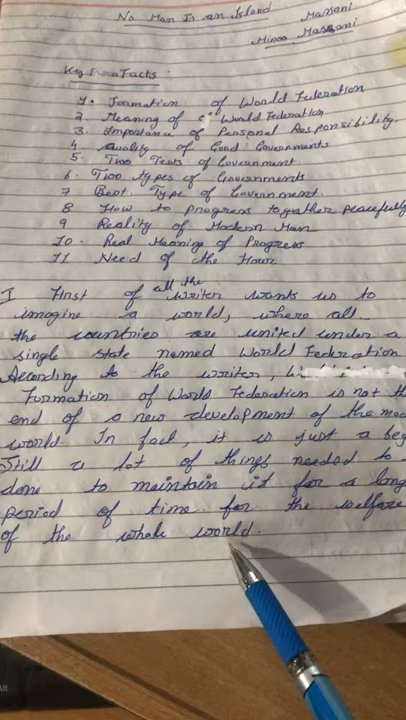 No Man Is an Island Massani
Minoo Massani
Key Facts:
1. Formation of World Federation
2. Meaning of World Federation
3. Importance of Personal Responsibility.
4. Quality of Good Governments
5. Two Tests of Government
6. Two types of Governments
7 Best Type of Government.
8 How to progress together peacefully
9 Reality of Modern Man
10. Real Meaning of Progress
11 Need of the Hour
I First of all the writer wants us to
imagine a world, where all
the countries are united under a
single state named World Federation
According to the writer,
Formation of World Federation is not th
end of a new development of the mod
world. In fact, it is just a beg
Still a lot of things needed to
done to maintain it for a long
period of time for the welfare
of the whole world.